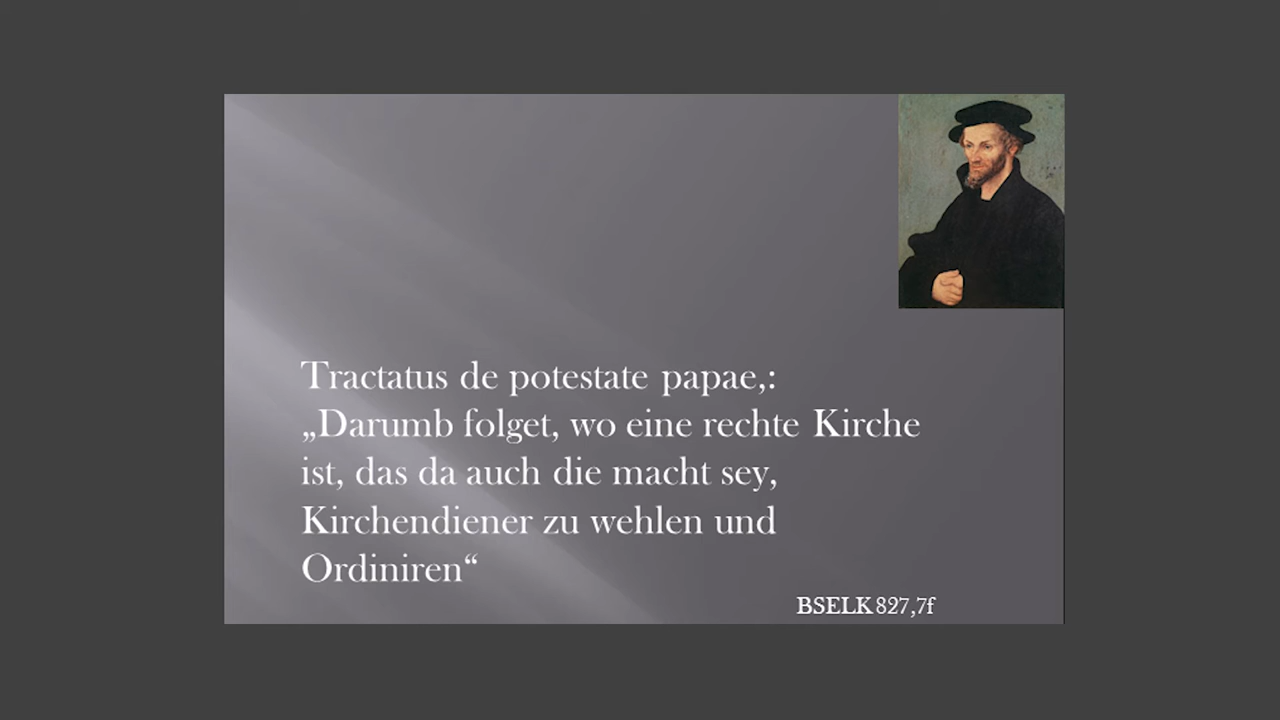 Tractatus de potestate papae,:
„Darumb folget, wo eine rechte Kirche
ist, das da auch die macht sey,
Kirchendiener zu wehlen und
Ordiniren“
BSELK 827,7f